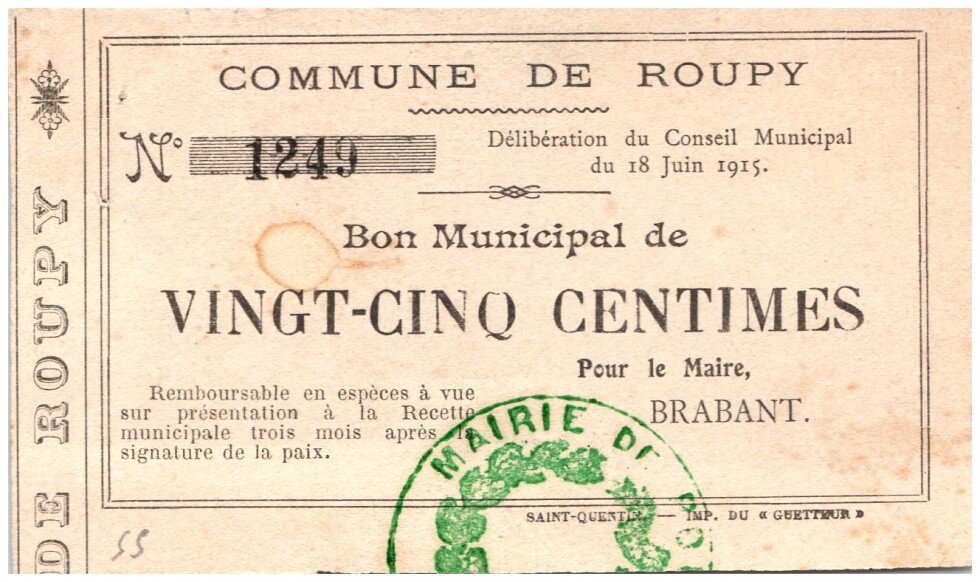 COMMUNE DE ROUPY
N° 1249
Délibération du Conseil Municipal
du 18 Juin 1915.
Bon Municipal de
VINGT-CINQ CENTIMES
Pour le Maire,
BRABANT.
Remboursable en espèces à vue
sur présentation à la Recette
municipale trois mois après la
signature de la paix.
SAINT-QUENTIN. — IMP. DU « GUETTEUR »
MAIRIE DE
DE ROUPY
55